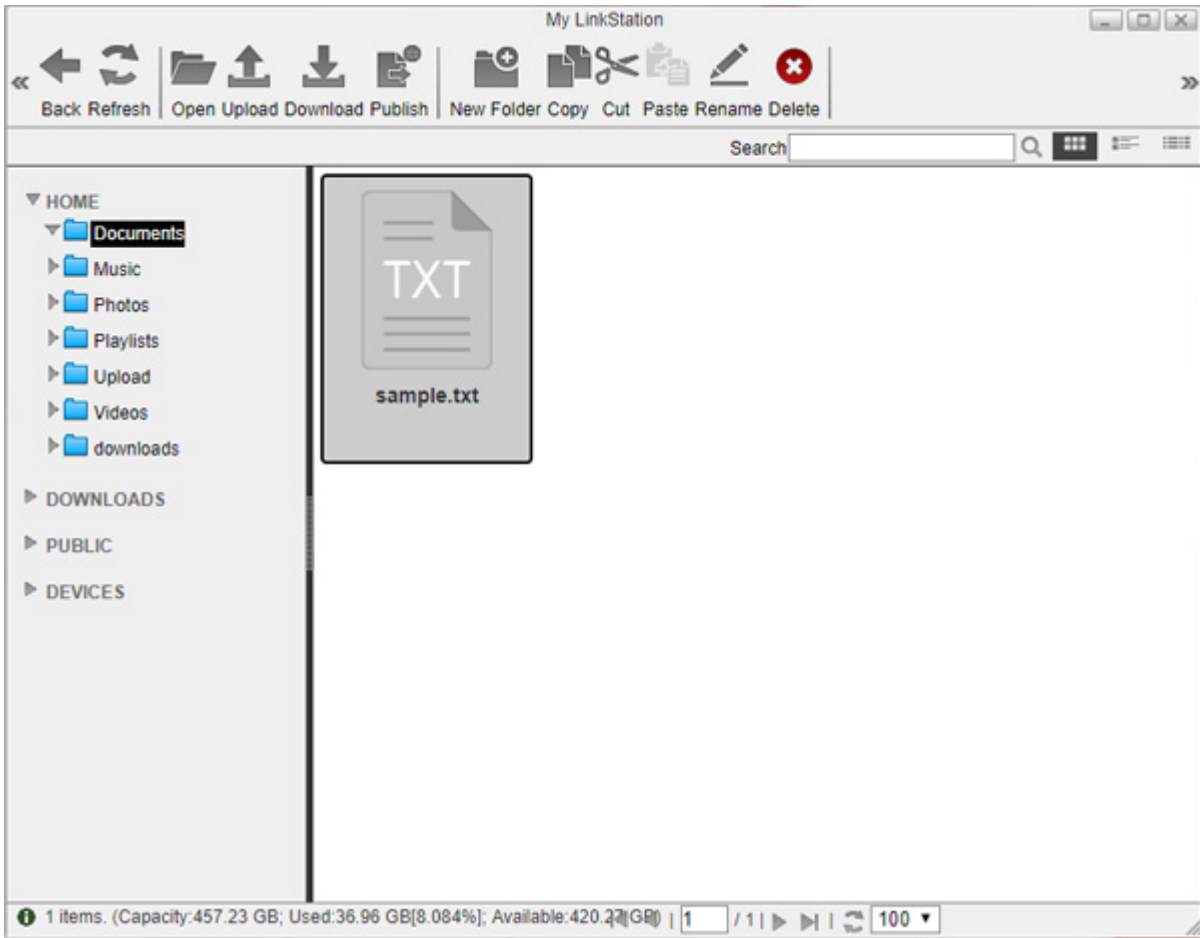 My LinkStation
Back Refresh Open Upload Download Publish New Folder Copy Cut Paste Rename Delete
Search
HOME
Documents
Music
Photos
Playlists
Upload
Videos
downloads
DOWNLOADS
PUBLIC
DEVICES
TXT
sample.txt
1 items. (Capacity:457.23 GB; Used:36.96 GB[8.084%]; Available:420.27 GB) 1 / 1 100